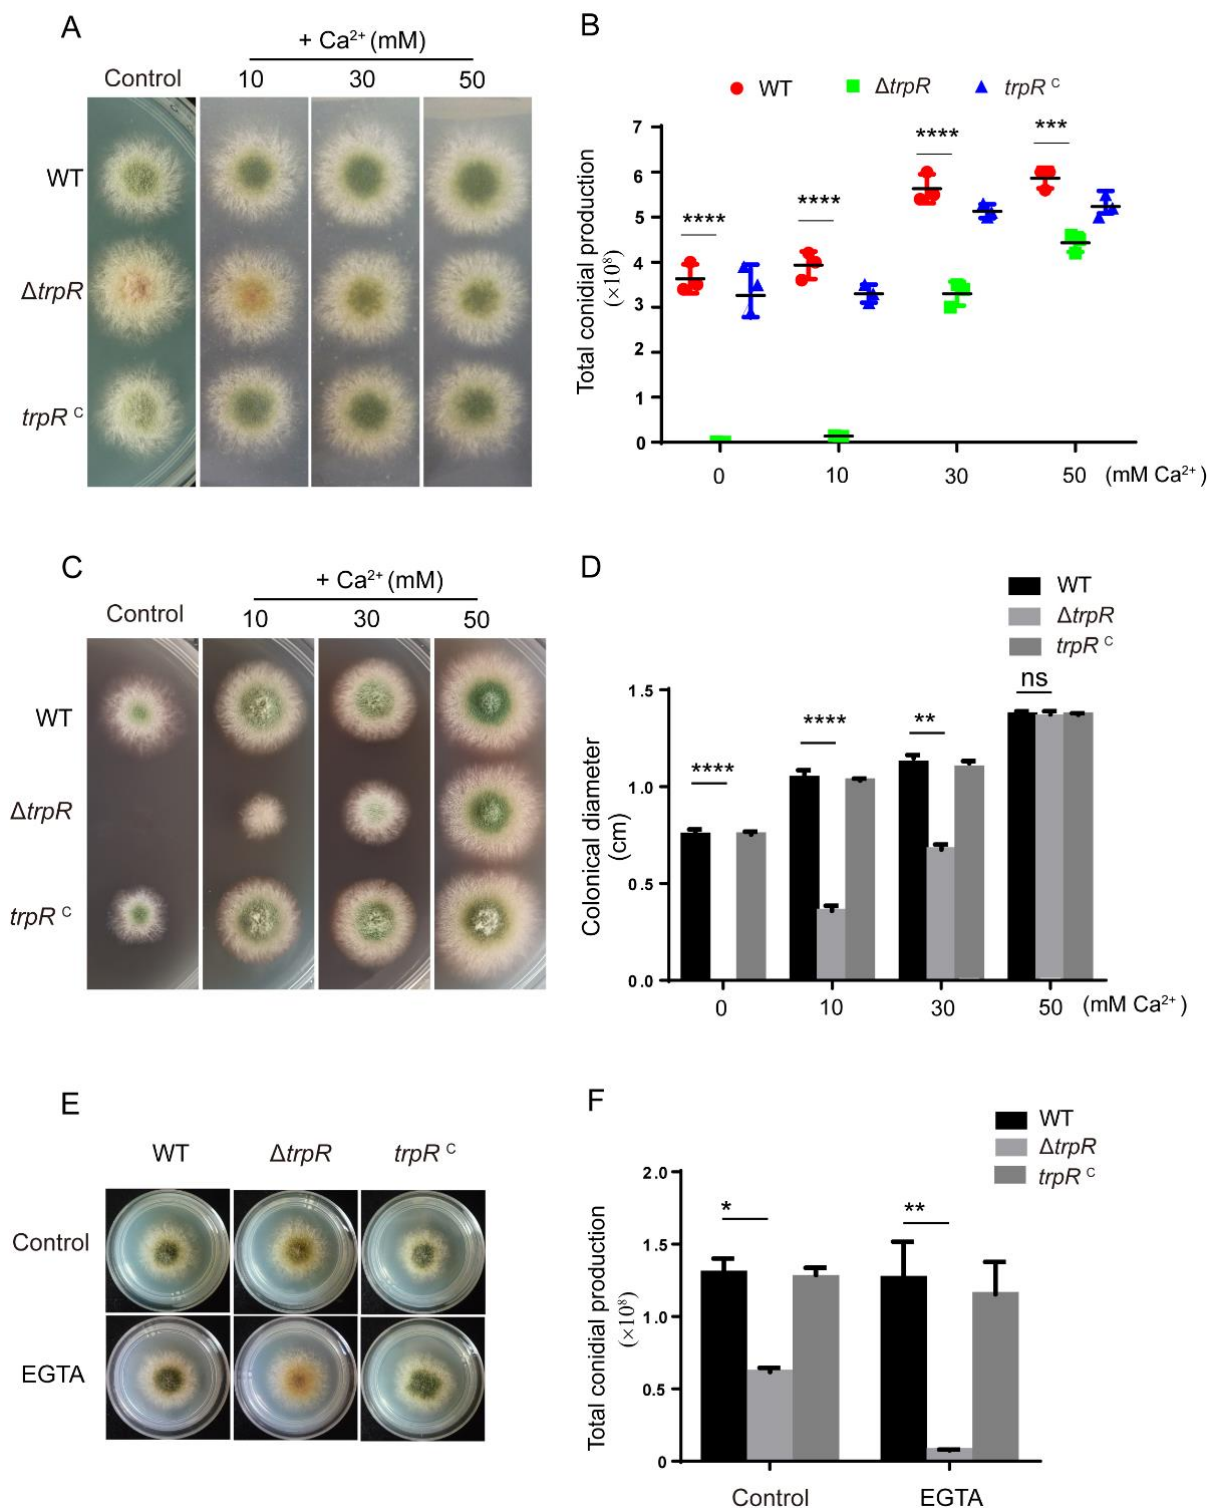 A
+ Ca²⁺ (mM)
Control 10 30 50
WT
ΔtrpR
trpR ᶜ
B
WT ΔtrpR trpR ᶜ
Total conidial production
(×10⁸)
7
6
5
4
3
2
1
0
**** **** **** ***
0 10 30 50 (mM Ca²⁺ )
C
+ Ca²⁺ (mM)
Control 10 30 50
WT
ΔtrpR
trpR ᶜ
D
WT
ΔtrpR
trpR ᶜ
Colonical diameter
(cm)
1.5
1.0
0.5
0.0
**** **** ** ns
0 10 30 50 (mM Ca²⁺ )
E
WT ΔtrpR trpR ᶜ
Control
EGTA
F
WT
ΔtrpR
trpR ᶜ
Total conidial production
(×10⁸)
2.0
1.5
1.0
0.5
0
* **
Control EGTA